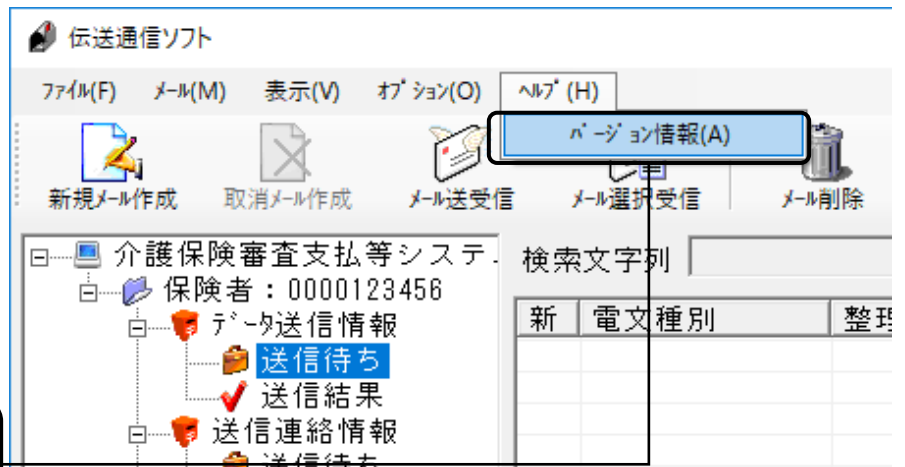 伝送通信ソフト
ﾌｧｲﾙ(F) ﾒｰﾙ(M) 表示(V) ｵﾌﾟｼｮﾝ(O) ﾍﾙﾌﾟ(H)
ﾊﾞｰｼﾞｮﾝ情報(A)
新規ﾒｰﾙ作成 取消ﾒｰﾙ作成 ﾒｰﾙ送受信 ﾒｰﾙ選択受信 ﾒｰﾙ削除
介護保険審査支払等システ
保険者：0000123456
ﾃﾞｰﾀ送信情報
送信待ち
送信結果
送信連絡情報
送信待ち
検索文字列
新 電文種別 整理